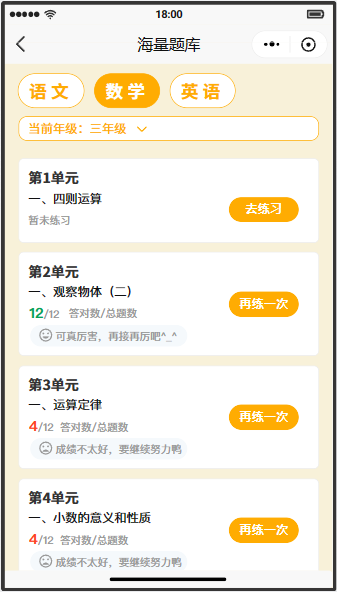 18:00
海量题库
语文 数学 英语
当前年级：三年级
第1单元
一、四则运算
去练习
暂未练习
第2单元
一、观察物体（二）
再练一次
12/12 答对数/总题数
可真厉害，再接再厉吧^_^
第3单元
一、运算定律
再练一次
4/12 答对数/总题数
成绩不太好，要继续努力鸭
第4单元
一、小数的意义和性质
再练一次
4/12 答对数/总题数
成绩不太好，要继续努力鸭